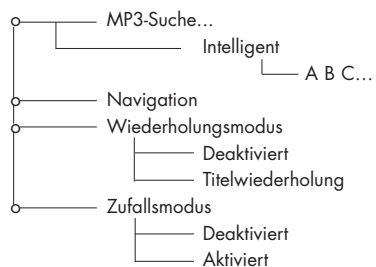 MP3-Suche...
Intelligent
A B C...
Navigation
Wiederholungsmodus
Deaktiviert
Titelwiederholung
Zufallsmodus
Deaktiviert
Aktiviert